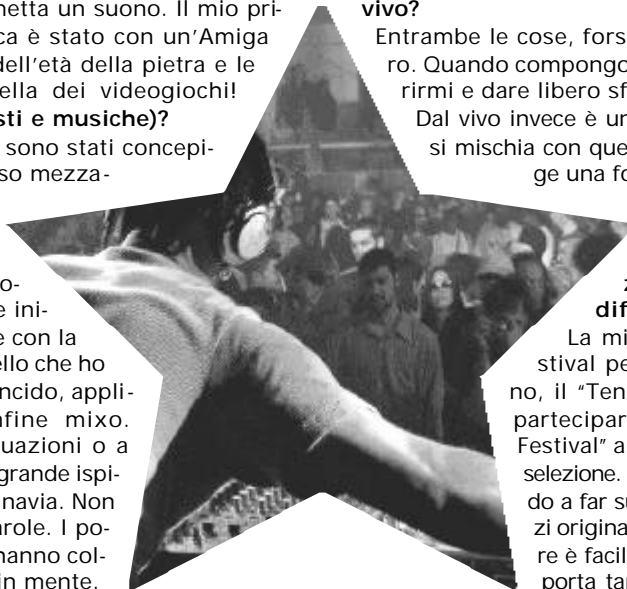 netta un suono. Il mio pri-
ca è stato con un'Amiga
dell'età della pietra e le
ella dei videogiochi!
sti e musiche)?
sono stati concepi-
so mezza-
o-
e ini-
e con la
ello che ho
ncido, appli-
nfine mixo.
uazioni o a
grande ispi-
navia. Non
arole. I po-
hanno col-
in mente.
vivo?
Entrambe le cose, fors
ro. Quando compongo
rirmi e dare libero sf
Dal vivo invece è un
si mischia con que
ge una fo
z
dif
La mi
stival pe
no, il "Ten
partecipar
Festival" a
selezione.
do a far su
zi origina
re è facil
porta tar